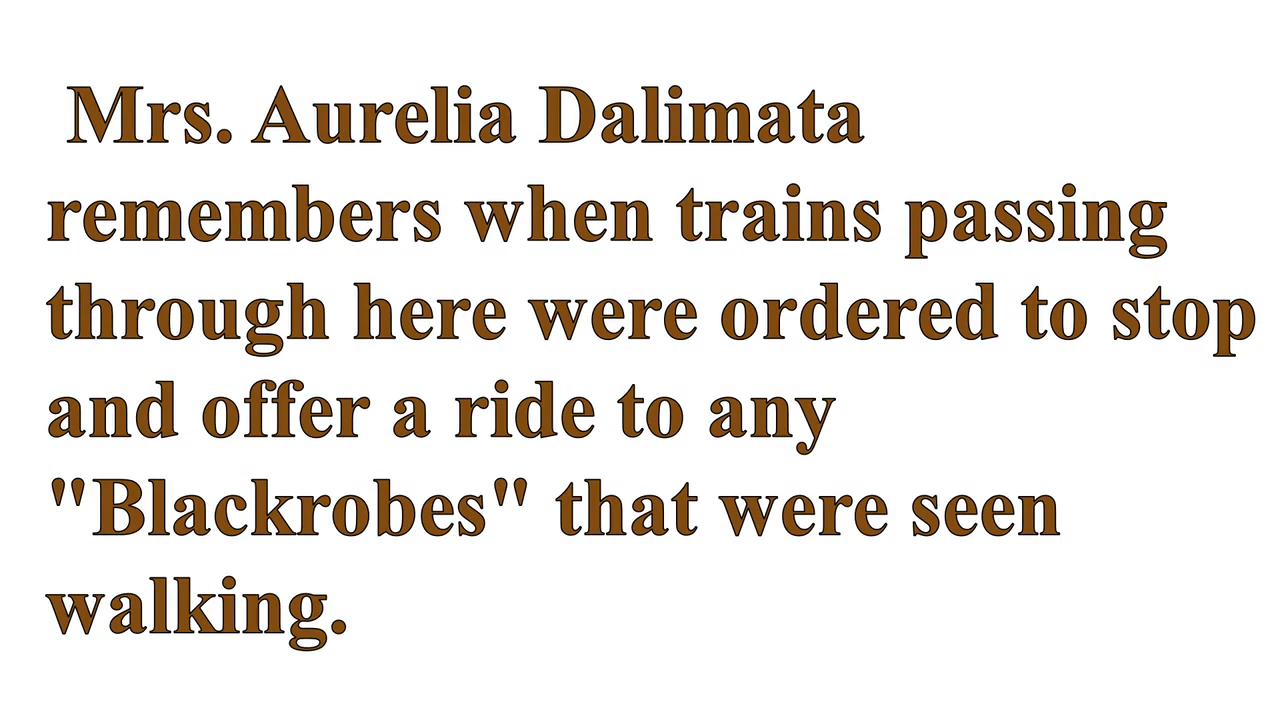 Mrs. Aurelia Dalimata
remembers when trains passing
through here were ordered to stop
and offer a ride to any
"Blackrobes" that were seen
walking.